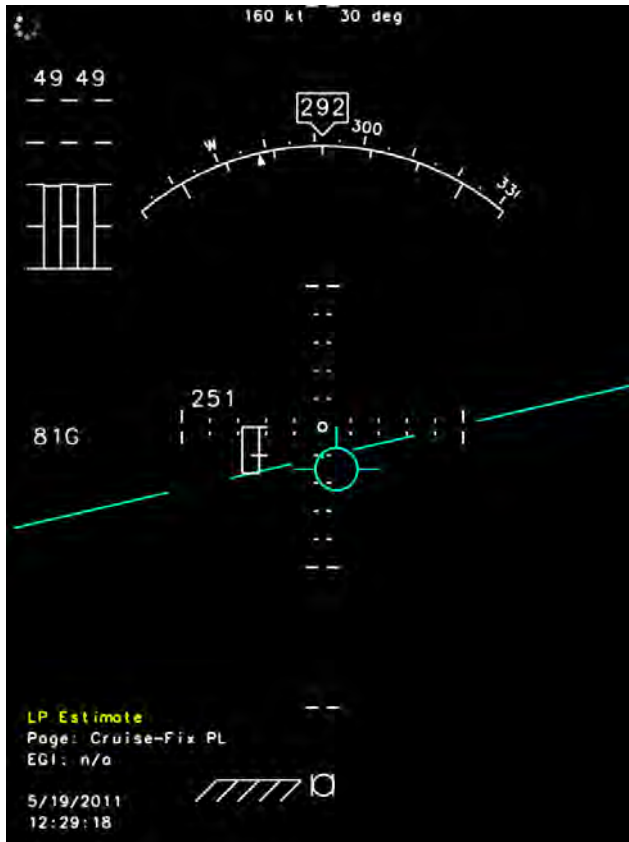 160 kt 30 deg
49 49
292
W
300
33
251
81G
LP Estimate
Page: Cruise-Fix PL
EGI: n/a
5/19/2011
12:29:18